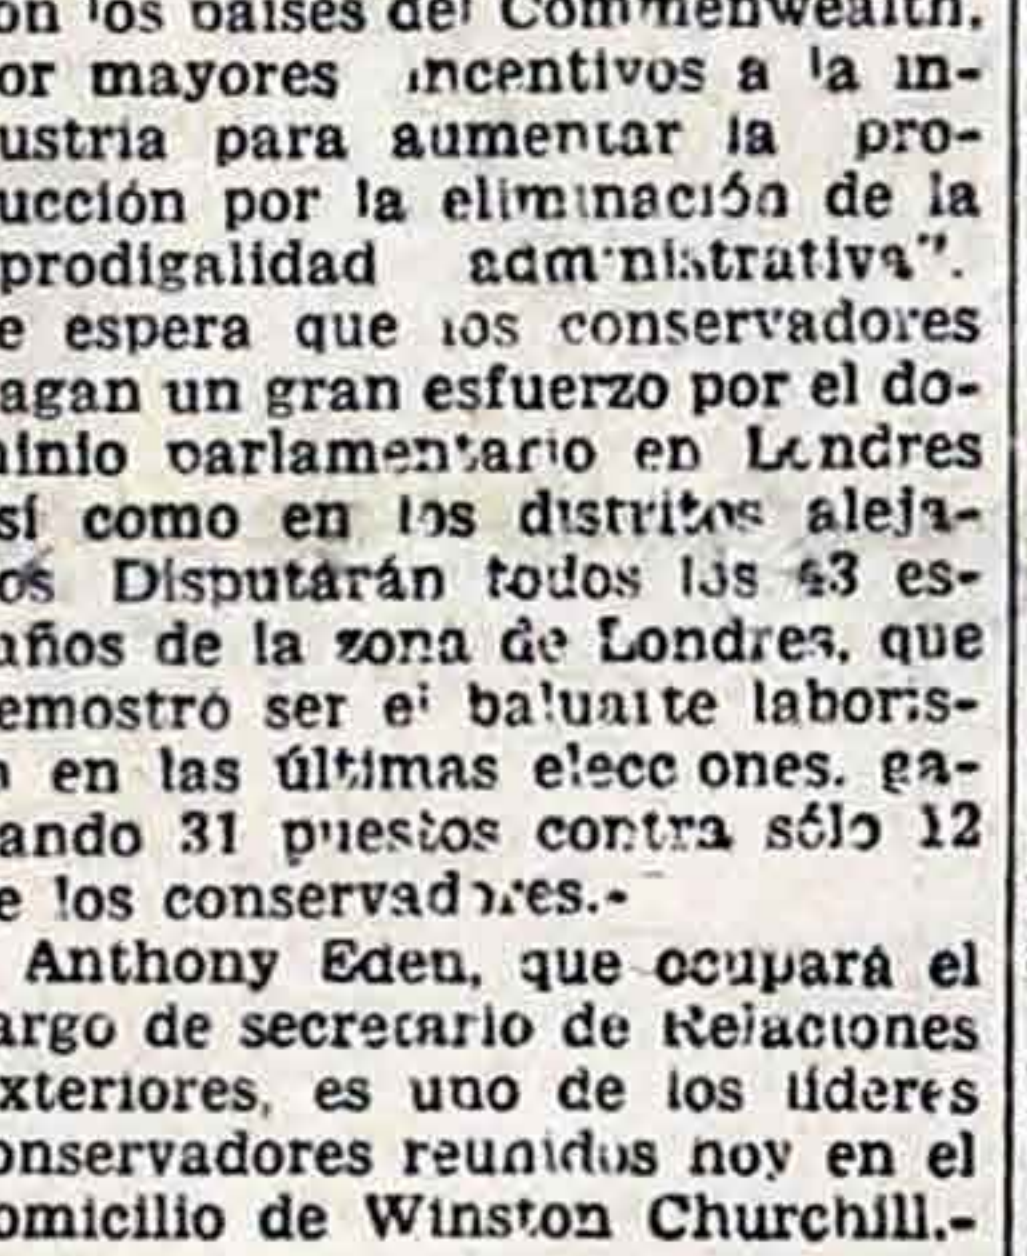 on los países del Commenwealth,
or mayores incentivos a la in-
ustria para aumentar la pro-
ucción por la eliminación de la
prodigalidad administrativa".
e espera que los conservadores
agan un gran esfuerzo por el do-
inio parlamentario en Londres
sí como en los distritos aleja-
os Disputarán todos los 43 es-
años de la zona de Londres, que
emostró ser el baluarte laboris-
a en las últimas elecciones. ga-
ando 31 puestos contra sólo 12
e los conservadores.-
Anthony Eden, que ocupará el
argo de secretario de Relaciones
xteriores, es uno de los líderes
onservadores reunidos hoy en el
omicilio de Winston Churchill.-